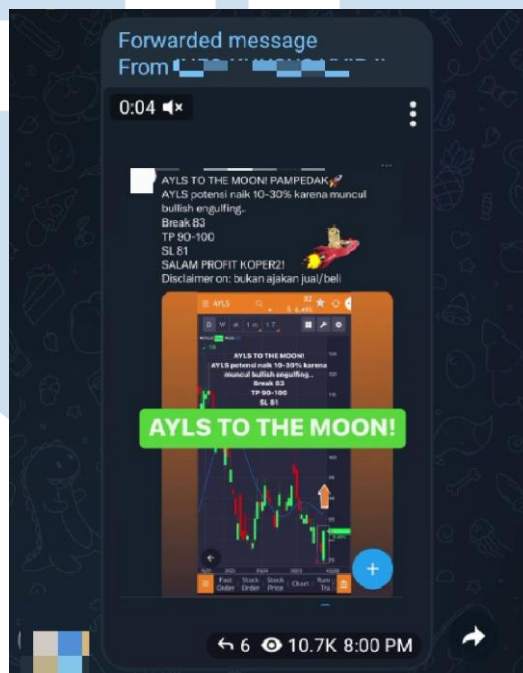 Forwarded message
From
0:04
AYLS TO THE MOON! PAMPEDAK🚀
AYLS potensi naik 10-30% karena muncul
bullish engulfing..
Break 83
TP 90-100
SL 81
SALAM PROFIT KOPER2!
Disclaimer on: bukan ajakan jual/beli
AYLS
82
D W M 1 m 1 T
AYLS TO THE MOON!
AYLS potensi naik 10-30% karena
muncul bullish engulfing..
Break 83
TP 90-100
SL 81
AYLS TO THE MOON!
Fast Order
Stock Order
Stock Price
Chart
6 10.7K 8:00 PM